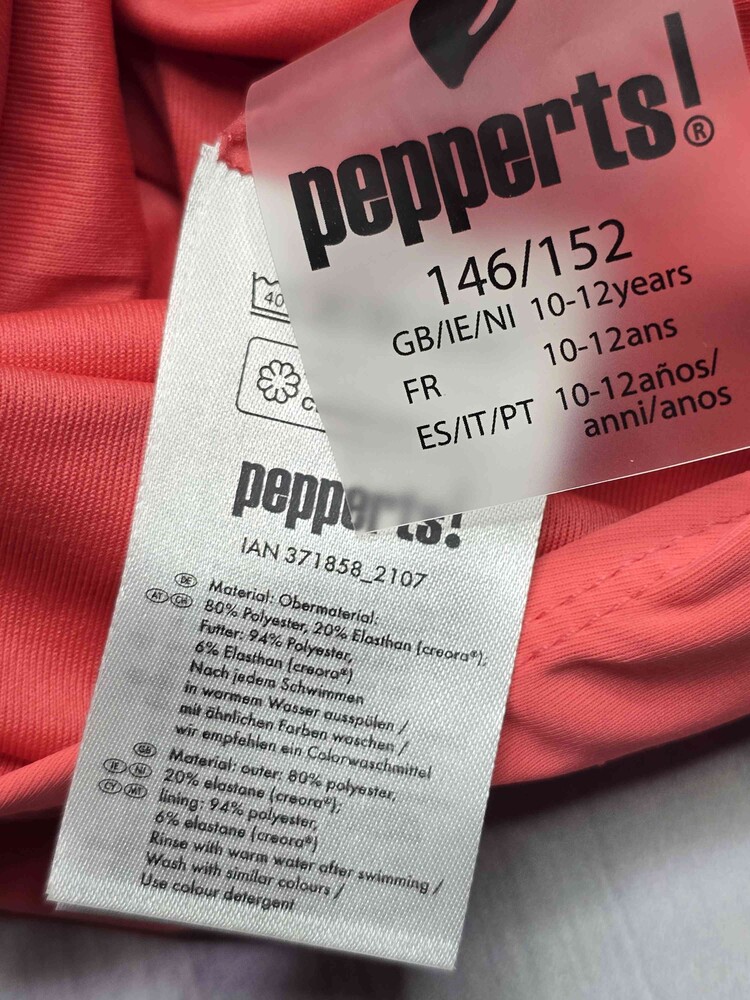 pepperts!®
146/152
GB/IE/NI 10-12years
FR 10-12ans
ES/IT/PT 10-12años/
anni/anos
40
pepperts!
IAN 371858_2107
DE
AT CH
Material: Obermaterial:
80% Polyester, 20% Elasthan (creora®);
Futter: 94% Polyester,
6% Elasthan (creora®)
Nach jedem Schwimmen
in warmem Wasser ausspülen /
mit ähnlichen Farben waschen /
wir empfehlen ein Colorwaschmittel
GB
IE NI
CY MT
Material: outer: 80% polyester,
20% elastane (creora®);
lining: 94% polyester,
6% elastane (creora®)
Rinse with warm water after swimming /
Wash with similar colours /
Use colour detergent